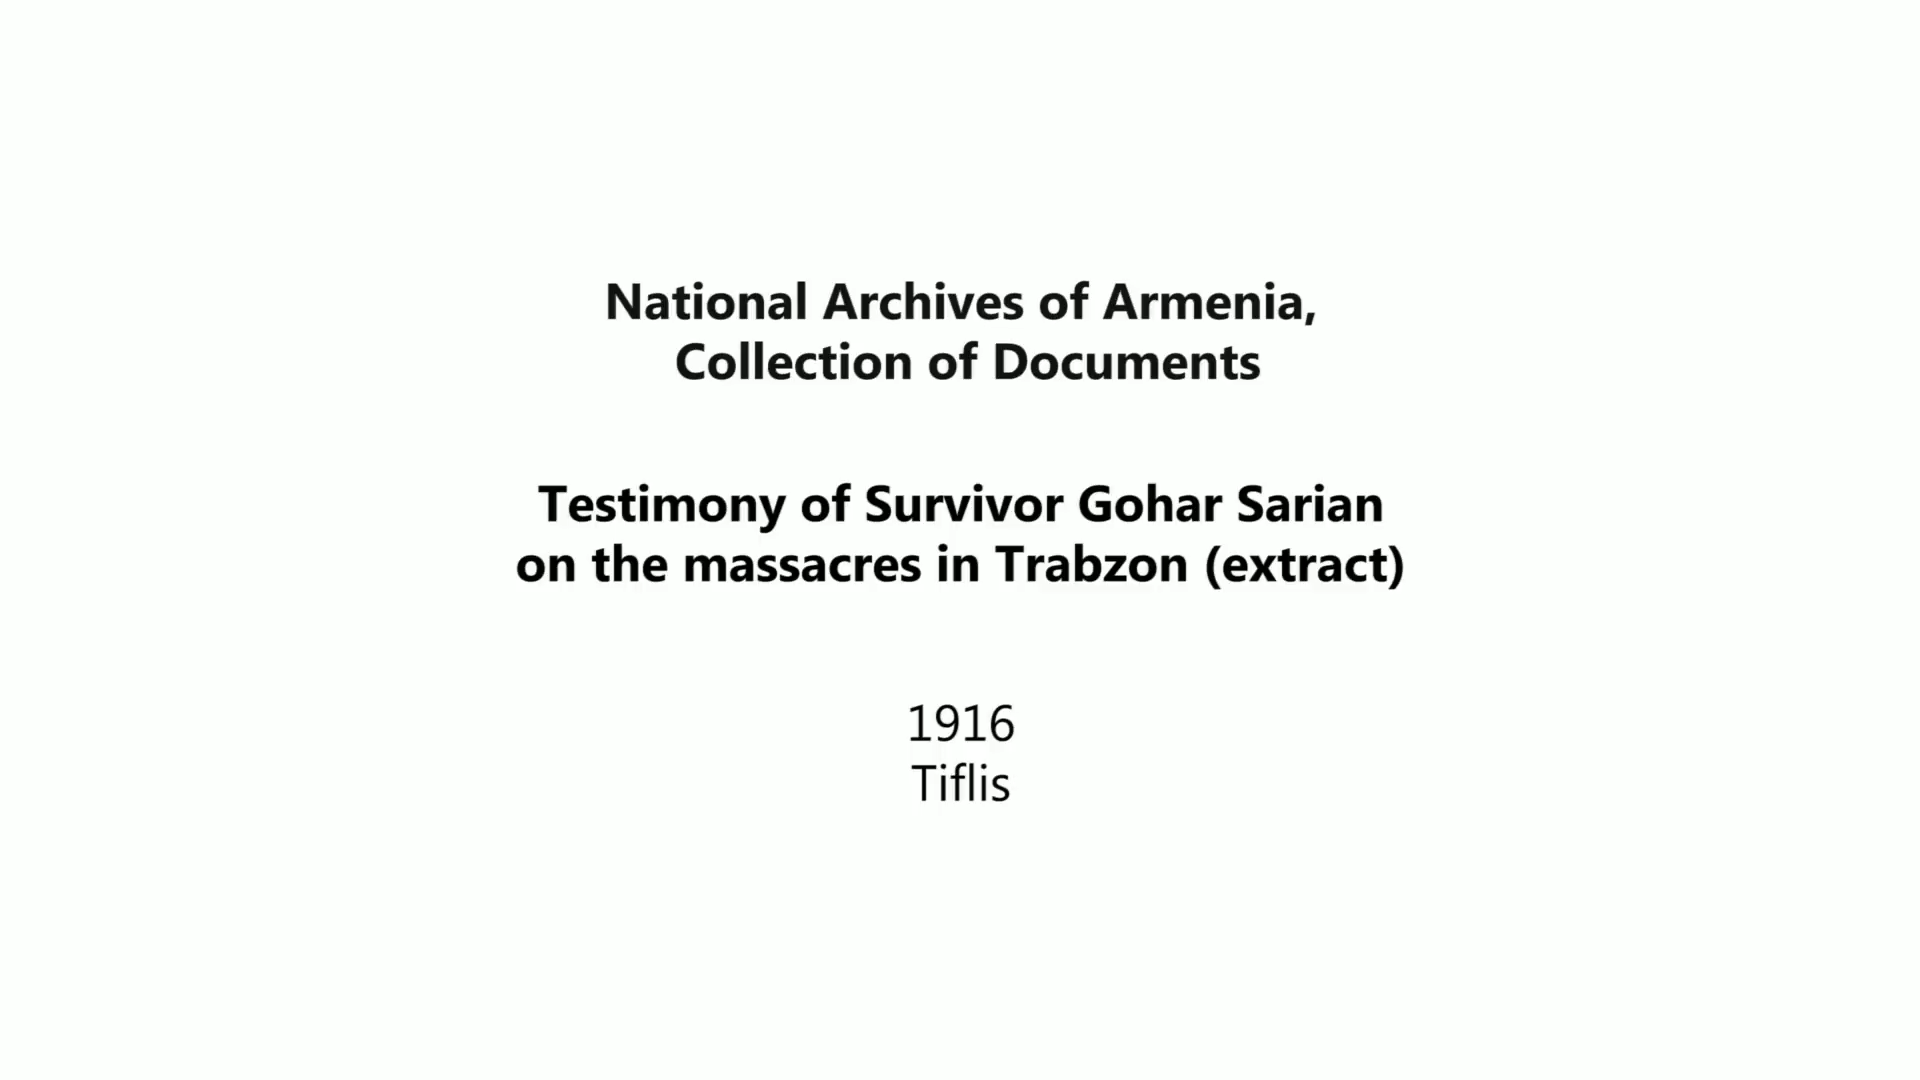 National Archives of Armenia,
Collection of Documents
Testimony of Survivor Gohar Sarian
on the massacres in Trabzon (extract)
1916
Tiflis